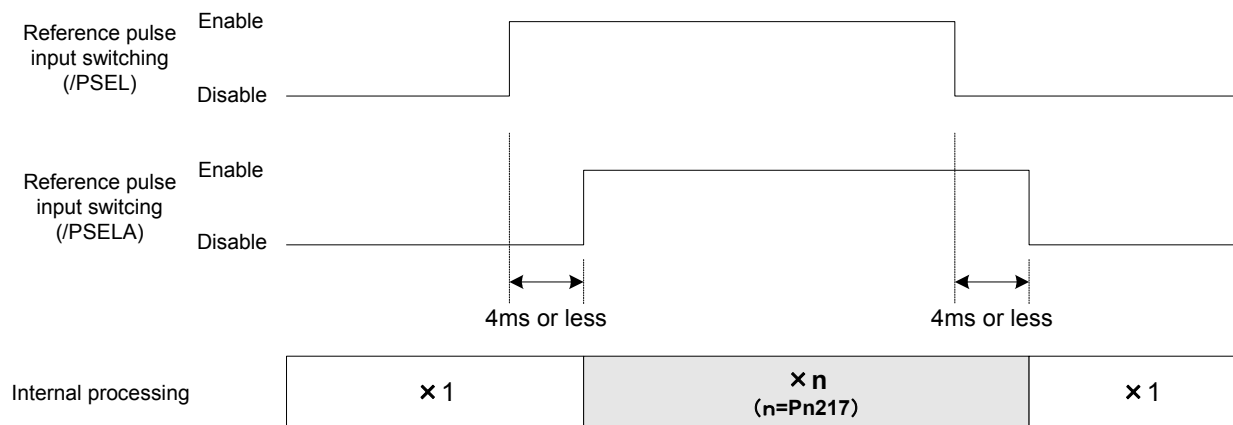 Reference pulse
input switching
(/PSEL)
Enable
Disable
Reference pulse
input switcing
(/PSELA)
Enable
Disable
4ms or less
4ms or less
Internal processing
×1
×n
(n=Pn217)
×1